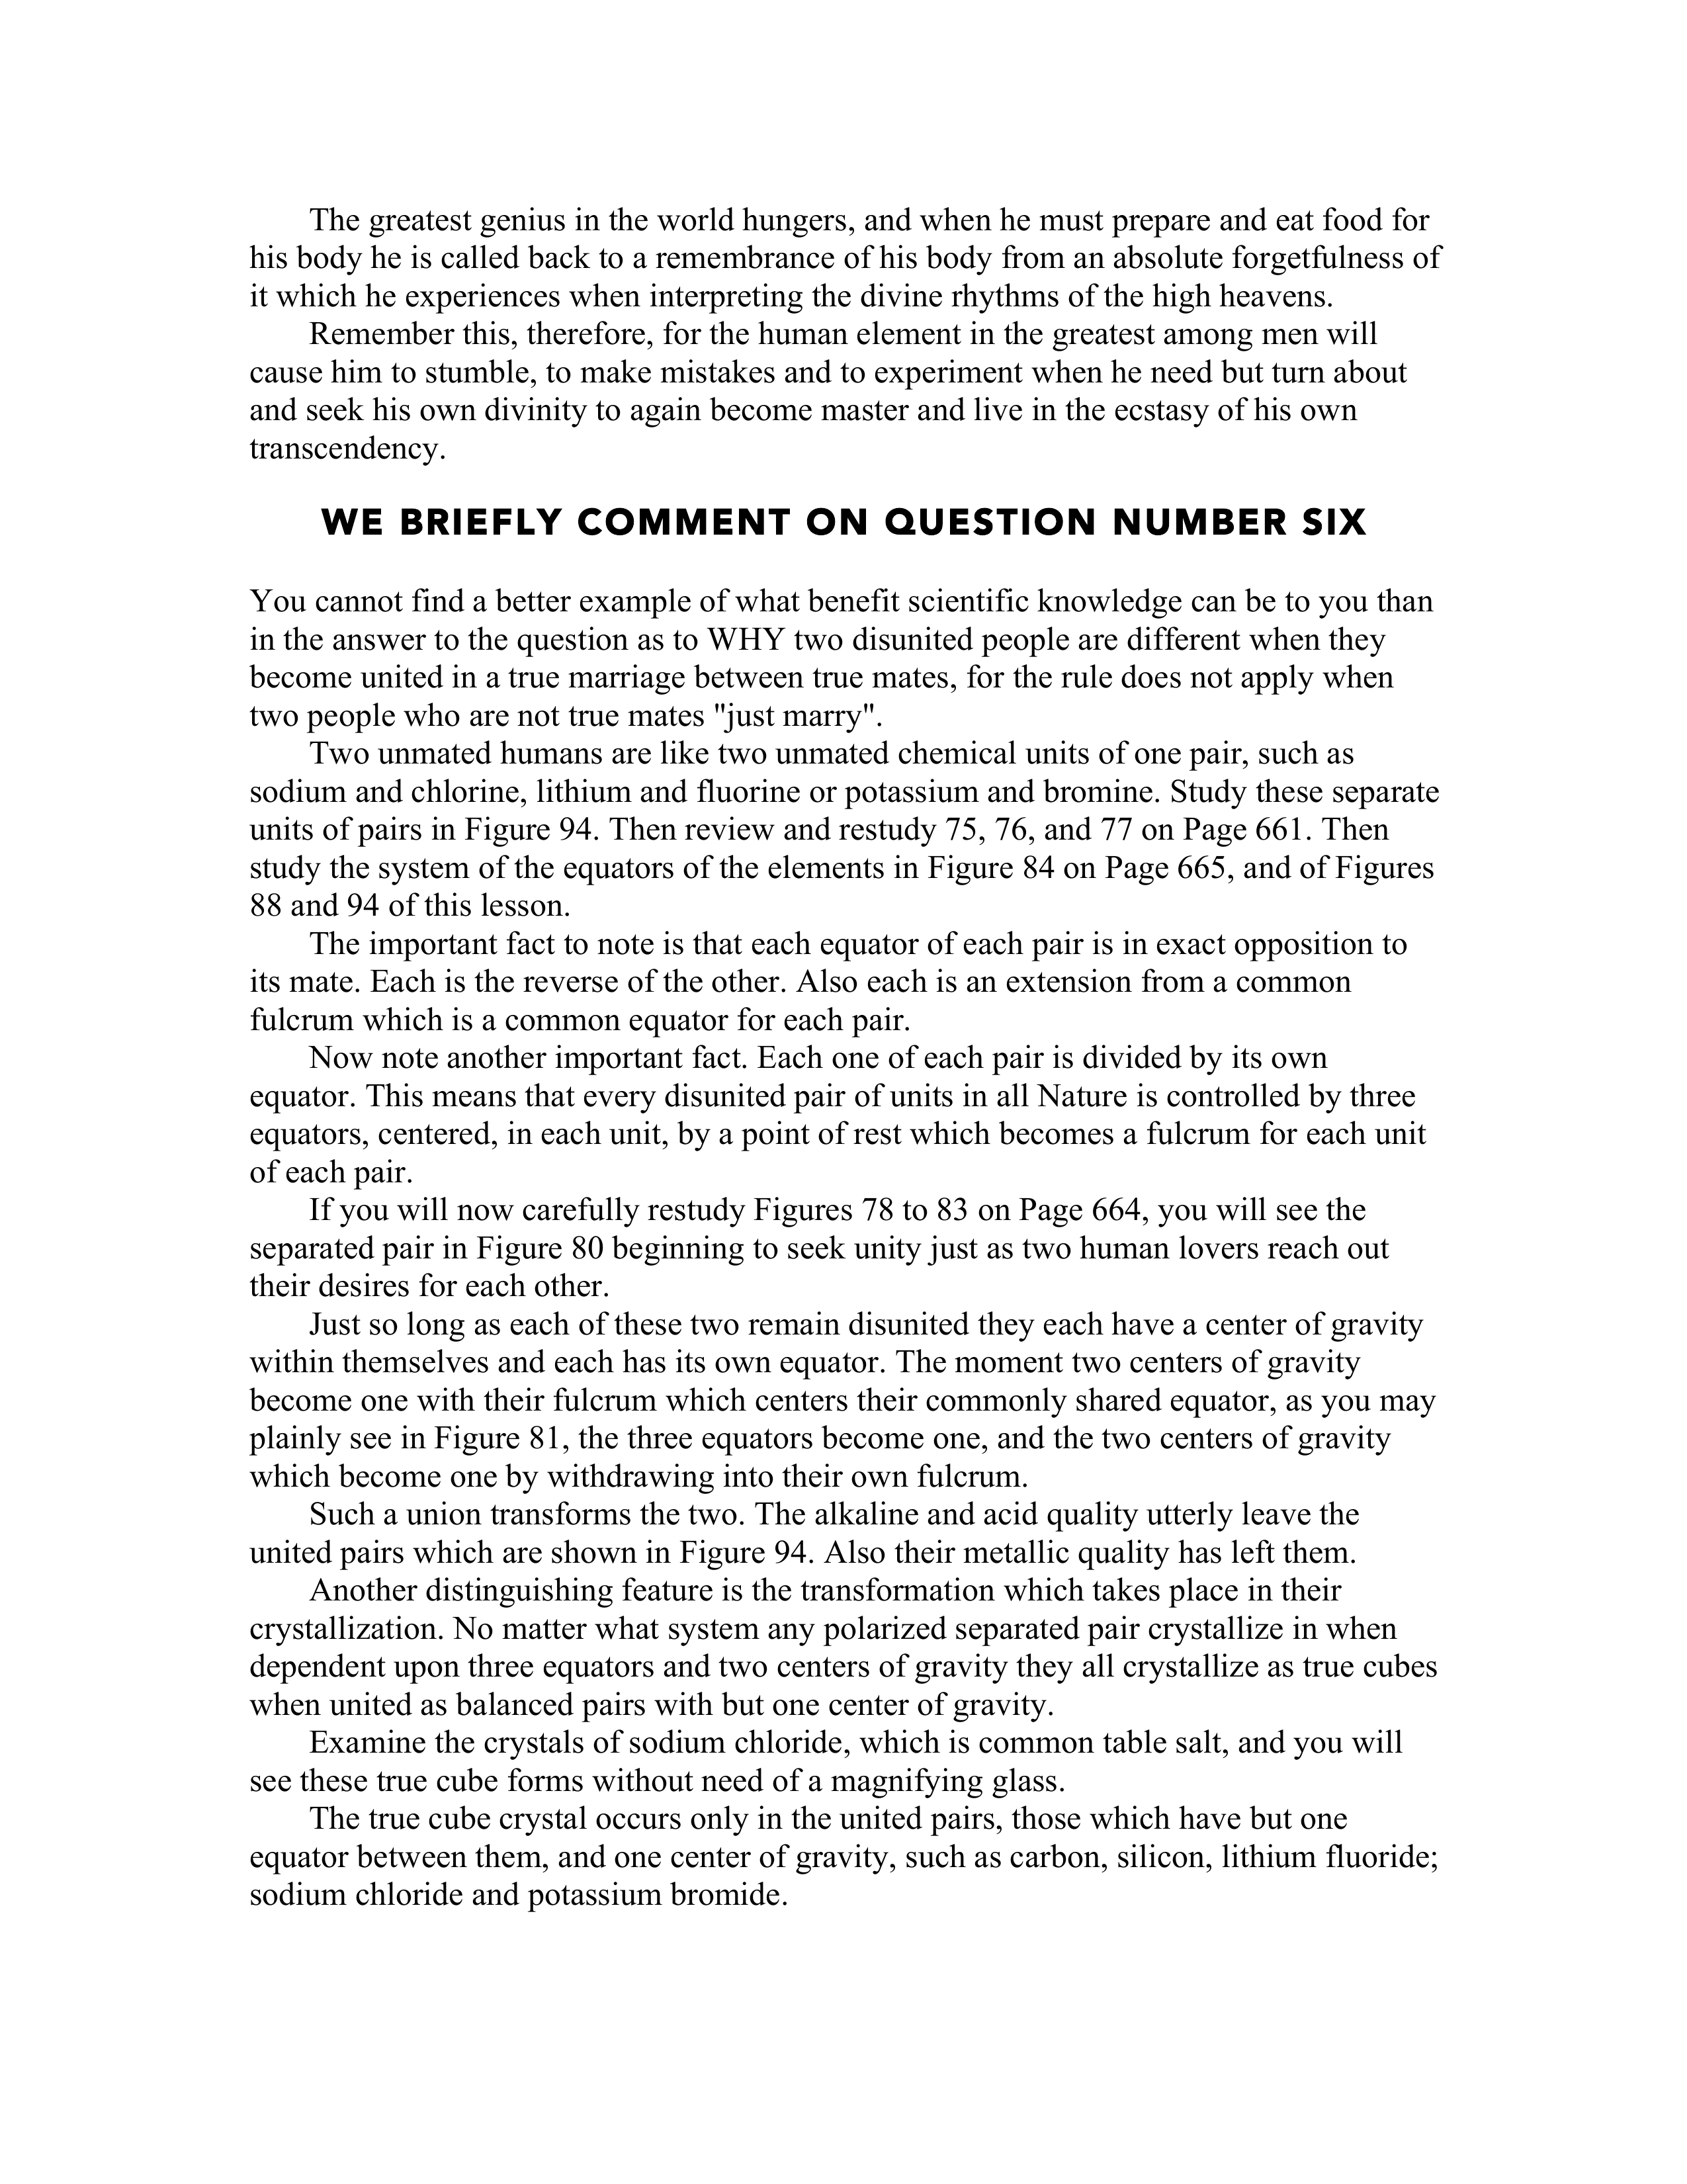 The greatest genius in the world hungers, and when he must prepare and eat food for
his body he is called back to a remembrance of his body from an absolute forgetfulness of
it which he experiences when interpreting the divine rhythms of the high heavens.
Remember this, therefore, for the human element in the greatest among men will
cause him to stumble, to make mistakes and to experiment when he need but turn about
and seek his own divinity to again become master and live in the ecstasy of his own
transcendency.
WE BRIEFLY COMMENT ON QUESTION NUMBER SIX
You cannot find a better example of what benefit scientific knowledge can be to you than
in the answer to the question as to WHY two disunited people are different when they
become united in a true marriage between true mates, for the rule does not apply when
two people who are not true mates "just marry".
Two unmated humans are like two unmated chemical units of one pair, such as
sodium and chlorine, lithium and fluorine or potassium and bromine. Study these separate
units of pairs in Figure 94. Then review and restudy 75, 76, and 77 on Page 661. Then
study the system of the equators of the elements in Figure 84 on Page 665, and of Figures
88 and 94 of this lesson.
The important fact to note is that each equator of each pair is in exact opposition to
its mate. Each is the reverse of the other. Also each is an extension from a common
fulcrum which is a common equator for each pair.
Now note another important fact. Each one of each pair is divided by its own
equator. This means that every disunited pair of units in all Nature is controlled by three
equators, centered, in each unit, by a point of rest which becomes a fulcrum for each unit
of each pair.
If you will now carefully restudy Figures 78 to 83 on Page 664, you will see the
separated pair in Figure 80 beginning to seek unity just as two human lovers reach out
their desires for each other.
Just so long as each of these two remain disunited they each have a center of gravity
within themselves and each has its own equator. The moment two centers of gravity
become one with their fulcrum which centers their commonly shared equator, as you may
plainly see in Figure 81, the three equators become one, and the two centers of gravity
which become one by withdrawing into their own fulcrum.
Such a union transforms the two. The alkaline and acid quality utterly leave the
united pairs which are shown in Figure 94. Also their metallic quality has left them.
Another distinguishing feature is the transformation which takes place in their
crystallization. No matter what system any polarized separated pair crystallize in when
dependent upon three equators and two centers of gravity they all crystallize as true cubes
when united as balanced pairs with but one center of gravity.
Examine the crystals of sodium chloride, which is common table salt, and you will
see these true cube forms without need of a magnifying glass.
The true cube crystal occurs only in the united pairs, those which have but one
equator between them, and one center of gravity, such as carbon, silicon, lithium fluoride;
sodium chloride and potassium bromide.